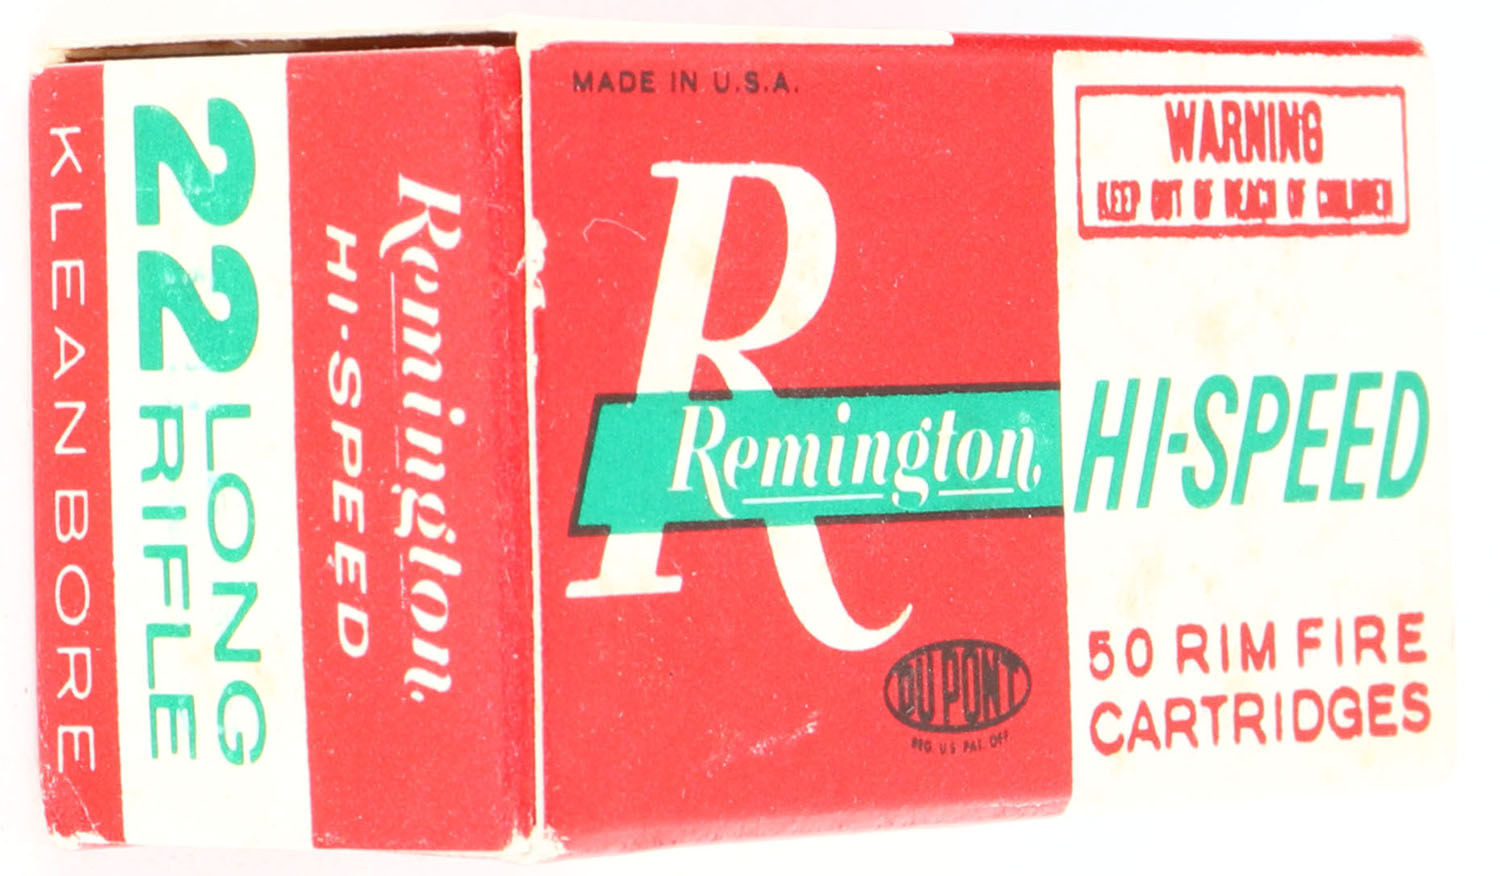 KLEANBORE
22 LONG
RIFLE
Remington.
HI-SPEED
MADE IN U.S.A.
R
Remington.
DU PONT
REG. U.S. PAT. OFF.
WARNING
KEEP OUT OF REACH OF CHILDREN
HI-SPEED
50 RIM FIRE
CARTRIDGES